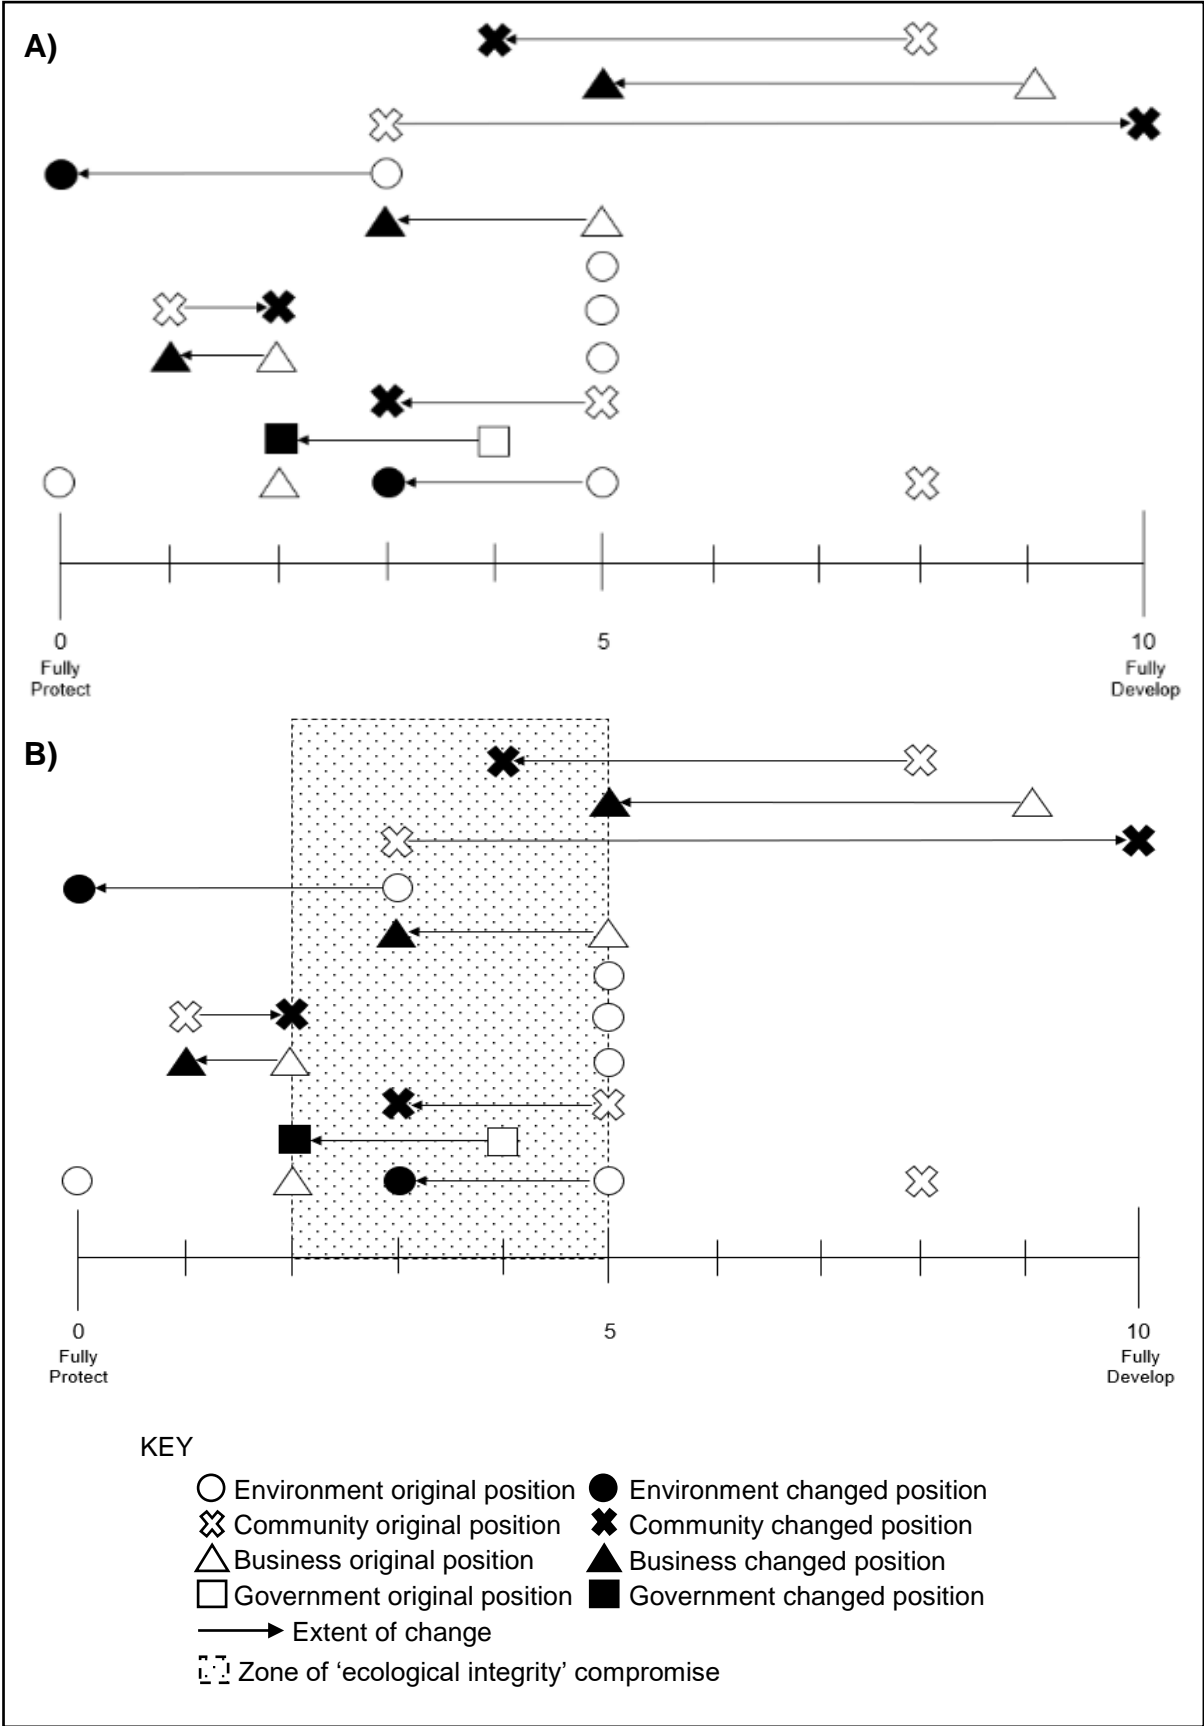 A)
0 5 10
Fully Fully
Protect Develop
B)
0 5 10
Fully Fully
Protect Develop
KEY
Environment original position Environment changed position
Community original position Community changed position
Business original position Business changed position
Government original position Government changed position
Extent of change
Zone of ‘ecological integrity’ compromise